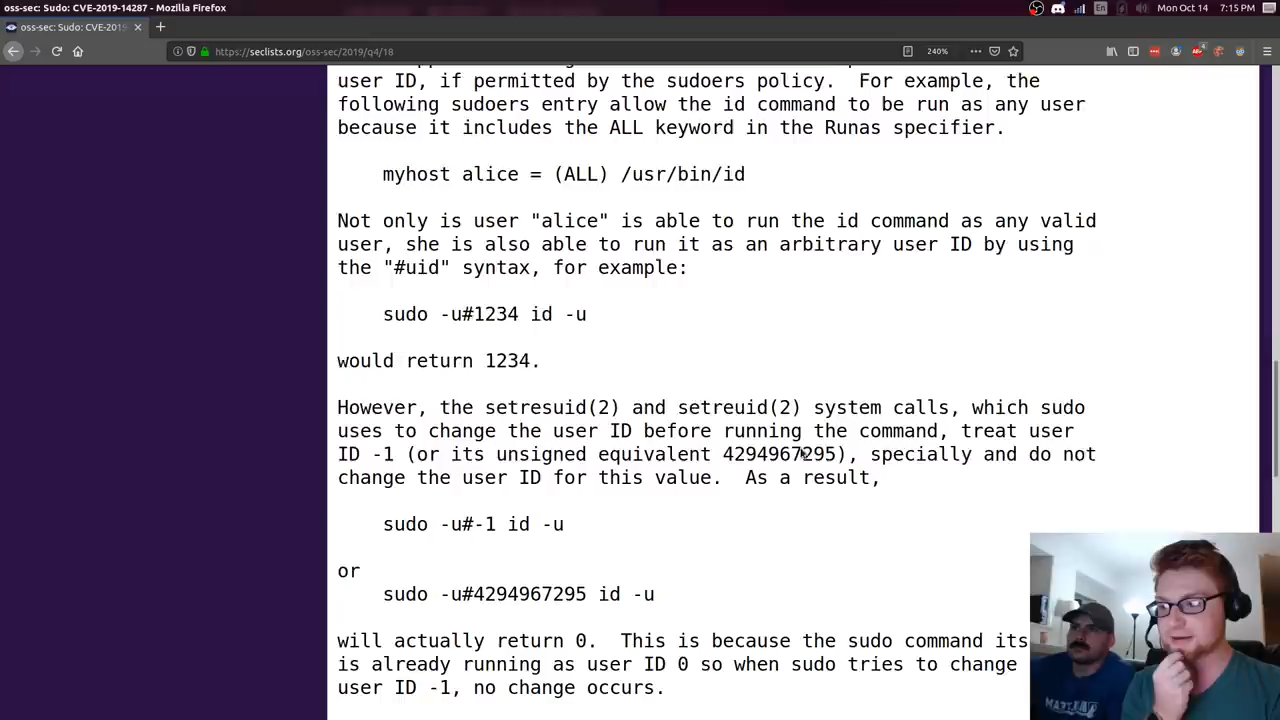 oss-sec: Sudo: CVE-2019-14287 - Mozilla Firefox
en
Mon Oct 14
7:15 PM
oss-sec: Sudo: CVE-2019-
https://seclists.org/oss-sec/2019/q4/18
240%
user ID, if permitted by the sudoers policy. For example, the
following sudoers entry allow the id command to be run as any user
because it includes the ALL keyword in the Runas specifier.
myhost alice = (ALL) /usr/bin/id
Not only is user "alice" is able to run the id command as any valid
user, she is also able to run it as an arbitrary user ID by using
the "#uid" syntax, for example:
sudo -u#1234 id -u
would return 1234.
However, the setresuid(2) and setreuid(2) system calls, which sudo
uses to change the user ID before running the command, treat user
ID -1 (or its unsigned equivalent 4294967295), specially and do not
change the user ID for this value. As a result,
sudo -u#-1 id -u
or
sudo -u#4294967295 id -u
will actually return 0. This is because the sudo command its
is already running as user ID 0 so when sudo tries to change
user ID -1, no change occurs.